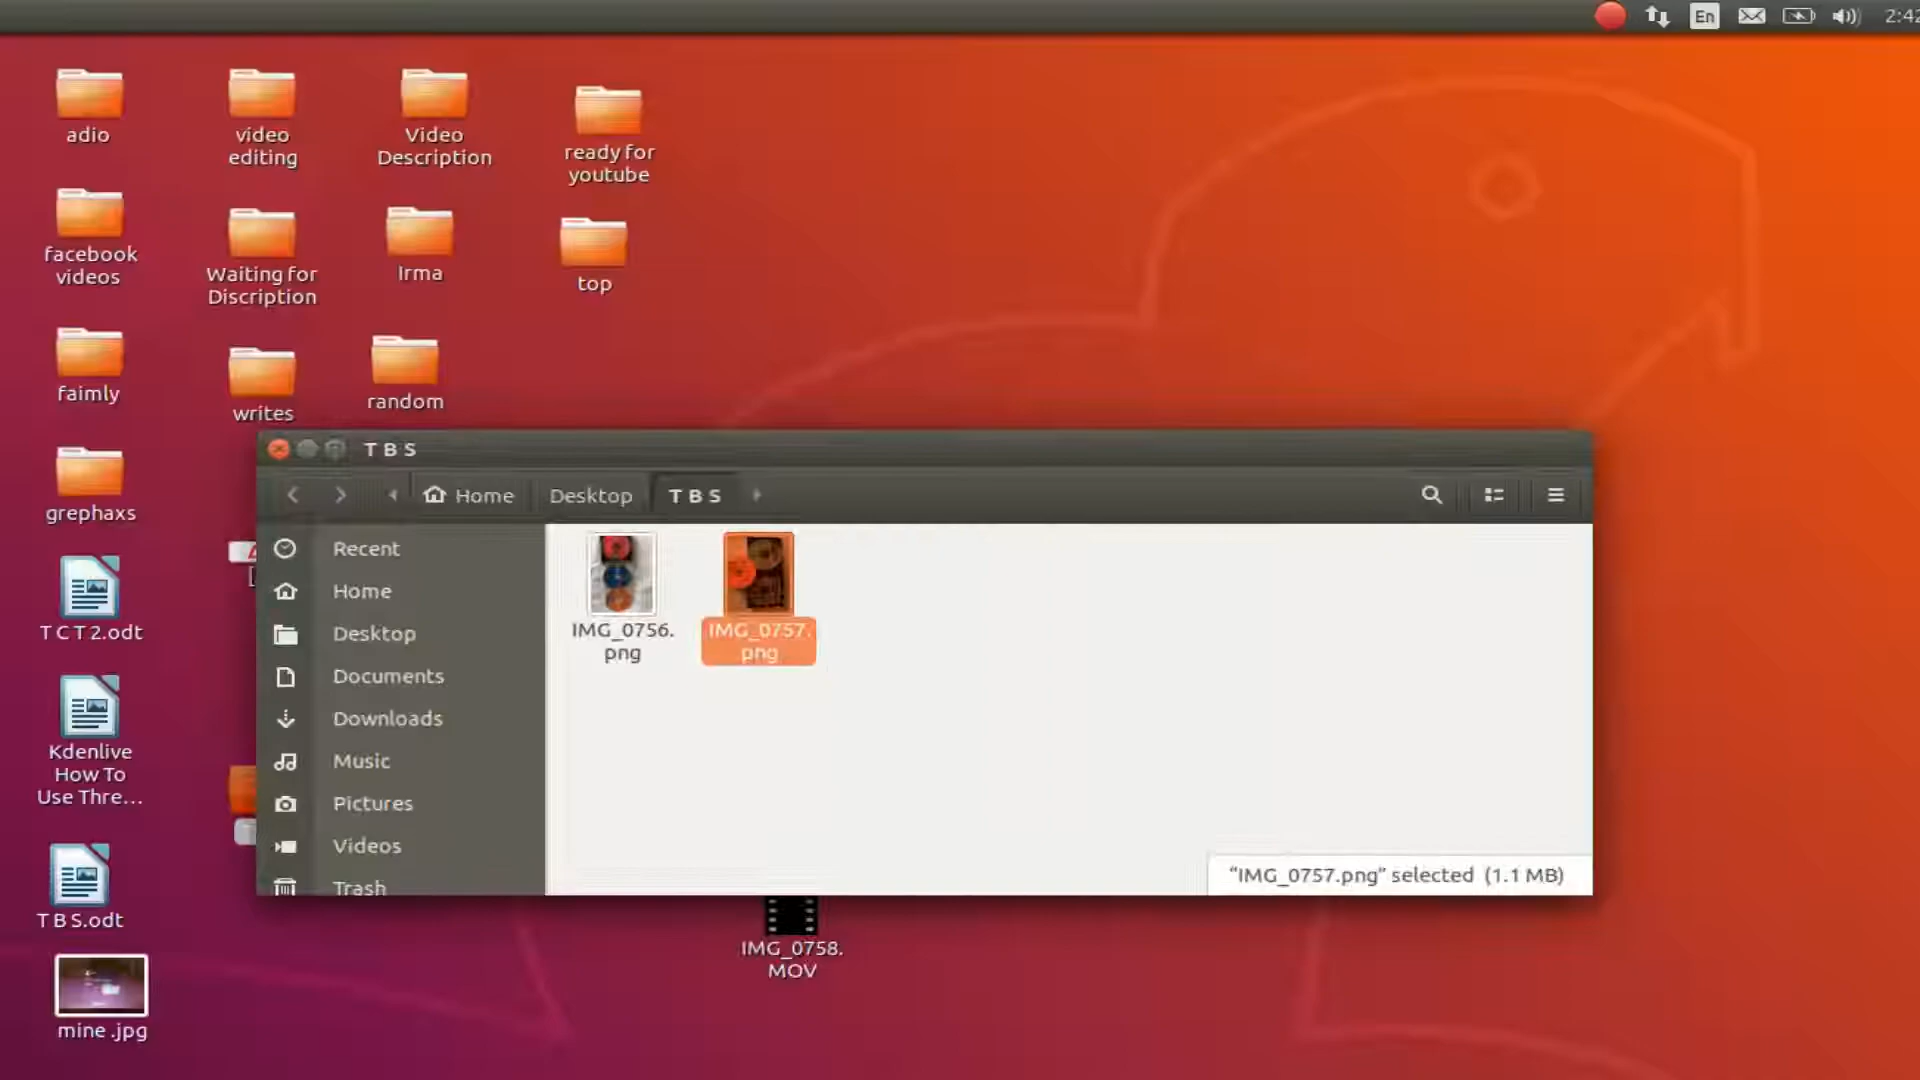 En
2:42
adio
video
editing
Video
Description
ready for
youtube
facebook
videos
Waiting for
Discription
Irma
top
faimly
writes
random
grephaxs
T C T 2.odt
Kdenlive
How To
Use Thre...
T B S.odt
mine .jpg
T B S
Home
Desktop
T B S
Recent
Home
Desktop
Documents
Downloads
Music
Pictures
Videos
Trash
IMG_0756.
png
IMG_0757.
png
"IMG_0757.png" selected (1.1 MB)
IMG_0758.
MOV